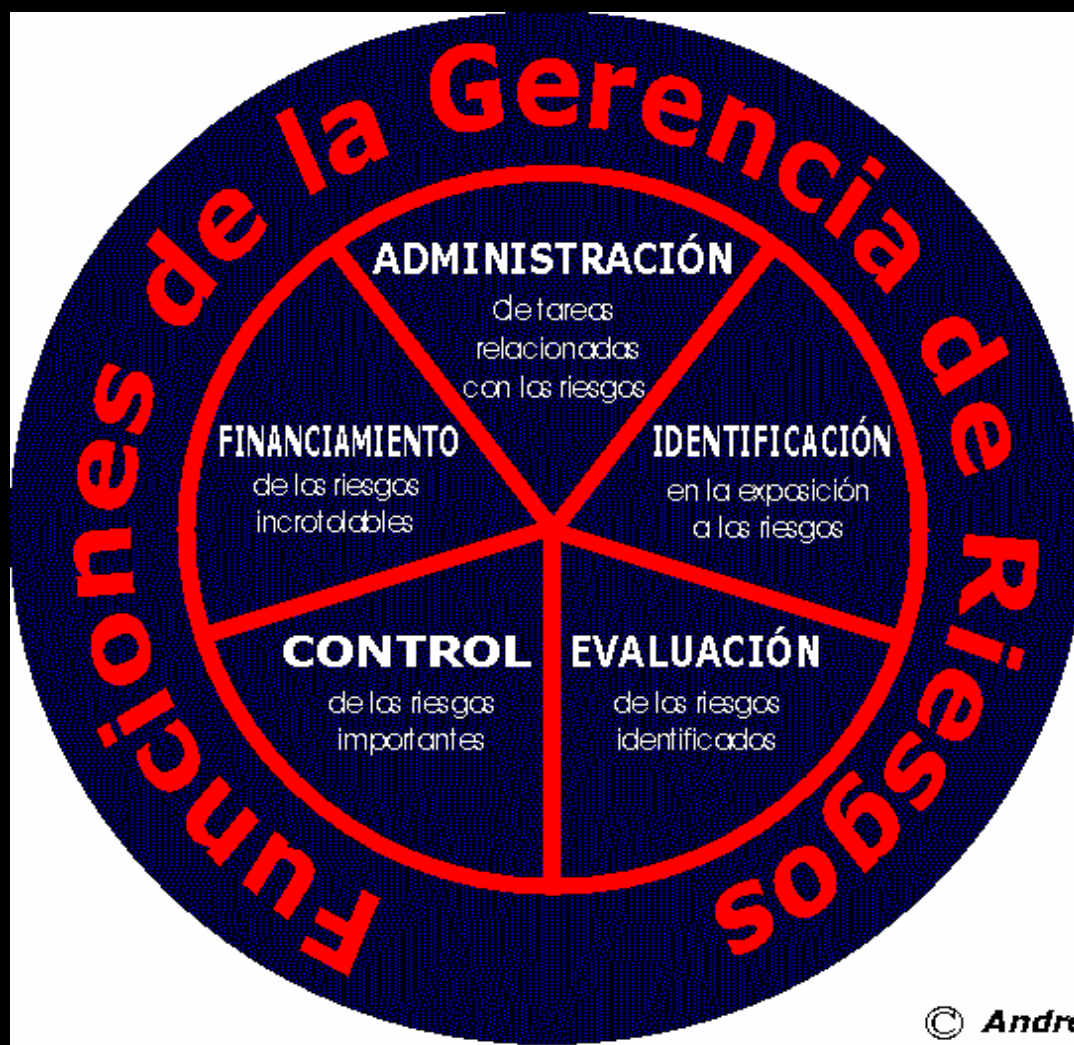 Funciones de la Gerencia de Riesgos
ADMINISTRACIÓN
de tareas
relacionadas
con los riesgos
IDENTIFICACIÓN
en la exposición
a los riesgos
EVALUACIÓN
de los riesgos
identificados
CONTROL
de los riesgos
importantes
FINANCIAMIENTO
de los riesgos
incrotolables
©